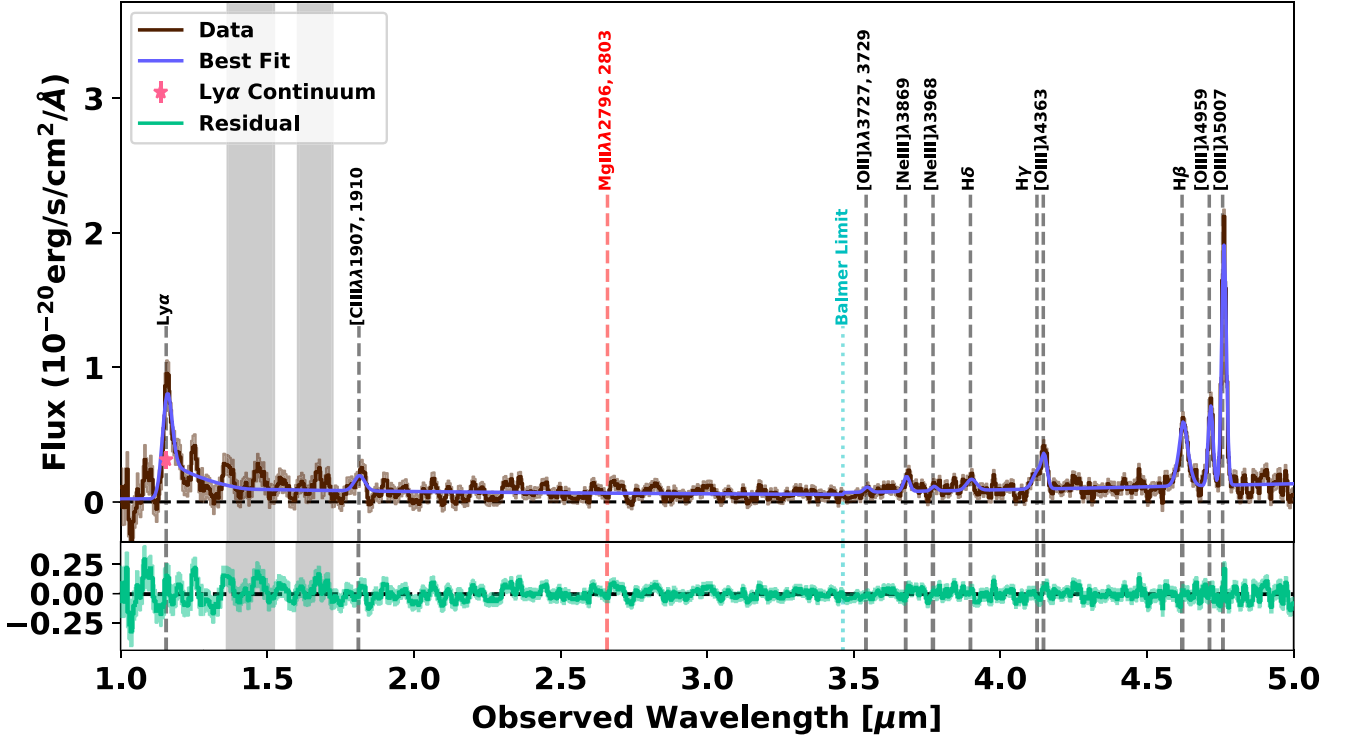 Data
Best Fit
Lyα Continuum
Residual
Flux (10⁻²⁰erg/s/cm²/Å)
3
2
1
0
Lyα
[CIII]λλ1907, 1910
MgIIλλ2796, 2803
Balmer Limit
[OII]λλ3727, 3729
[NeIII]λ3869
[NeIII]λ3968
Hδ
Hγ
[OIII]λ4363
Hβ
[OIII]λ4959
[OIII]λ5007
0.25
0.00
−0.25
1.0 1.5 2.0 2.5 3.0 3.5 4.0 4.5 5.0
Observed Wavelength [μm]